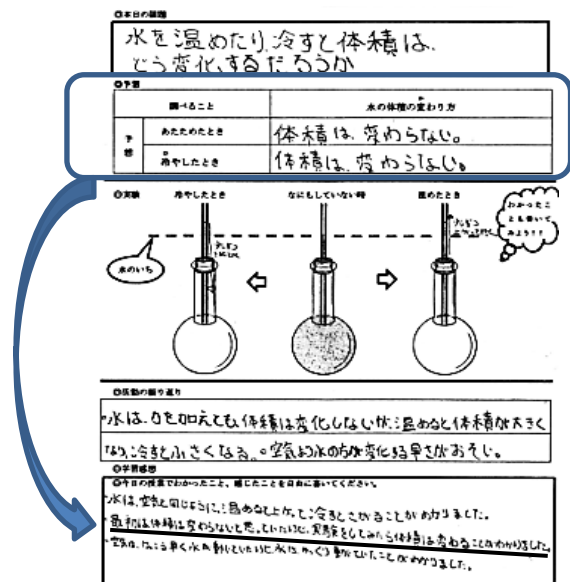 ◎本日の課題
水を温めたり、冷すと体積は、
どう変化するだろうか
◎予想
調べること
水の体積の変わり方
予想
あたためたとき
体積は、変わらない。
冷やしたとき
体積は、変わらない。
◎実験
冷やしたとき
なにもしていない時
温めたとき
わかったこ
とも書いて
みよう!!
水のいち
◎活動の振り返り
・水は、力を加えても、体積は変化しないが、温めると体積が大きく
なり、冷すと小さくなる。。空気より水の方が変化する早さがおそい。
◎学習感想
◎今日の授業でわかったこと、感じたことを自由に書いてください。
・水は、空気と同じように、温めると上がって、冷すとさがることがわかりました。
・最初は体積は変わらないと思っていたけど、実験をしてみたら体積は変わることがわかりました。
・空気は、けっこう早く水が動いていたけど、水は、ゆっくり動いていたことがわかりました。